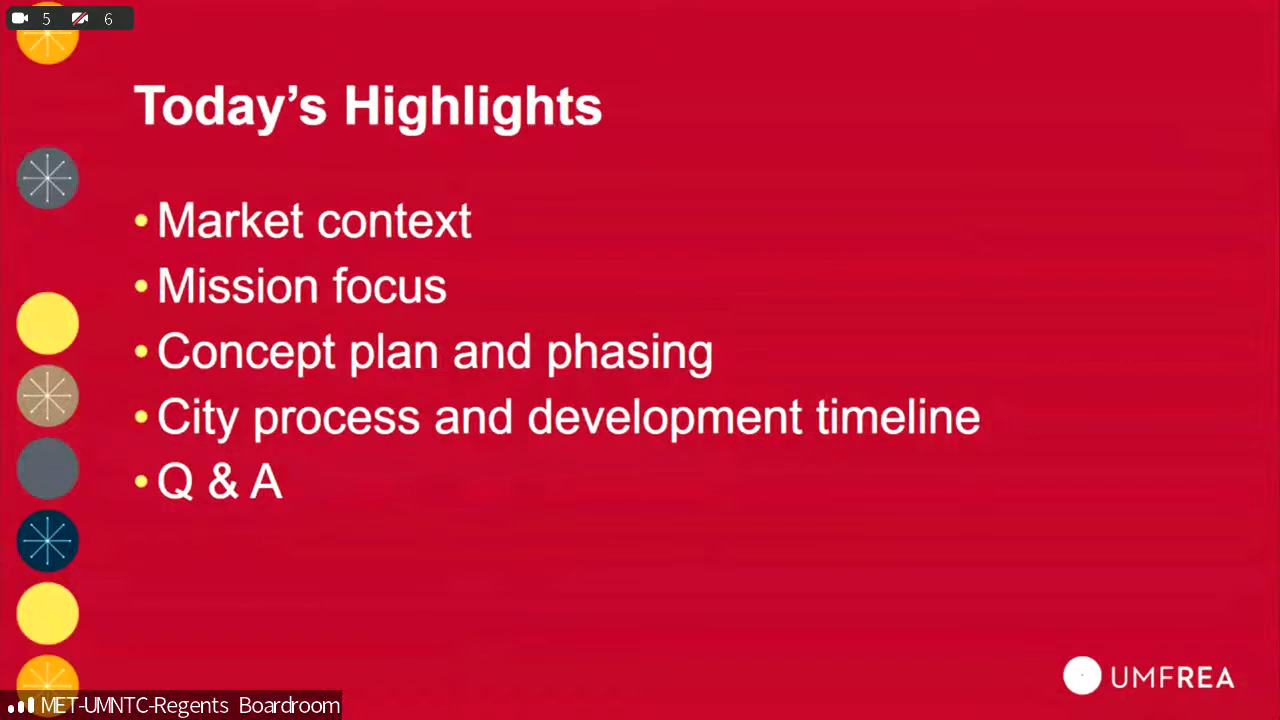 5 6
Today’s Highlights
• Market context
• Mission focus
• Concept plan and phasing
• City process and development timeline
• Q & A
UMFREA
MET-UMNTC-Regents Boardroom